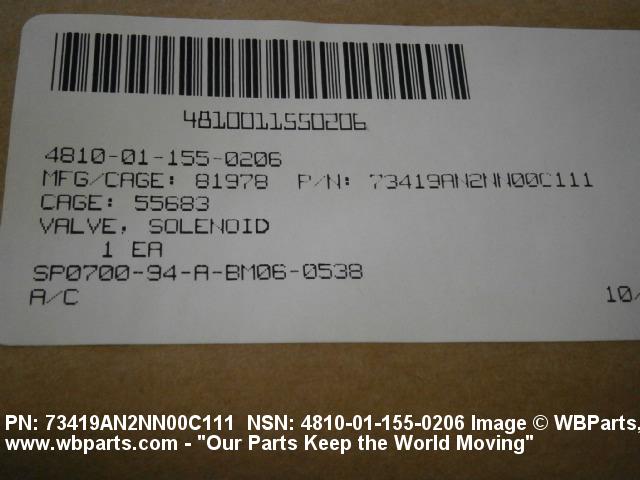 4810011550206
4810-01-155-0206
MFG/CAGE: 81978 P/N: 73419AN2NN00C111
CAGE: 55683
VALVE, SOLENOID
1 EA
SP0700-94-A-BM06-0538
A/C 10/
PN: 73419AN2NN00C111 NSN: 4810-01-155-0206 Image © WBParts,
www.wbparts.com - "Our Parts Keep the World Moving"